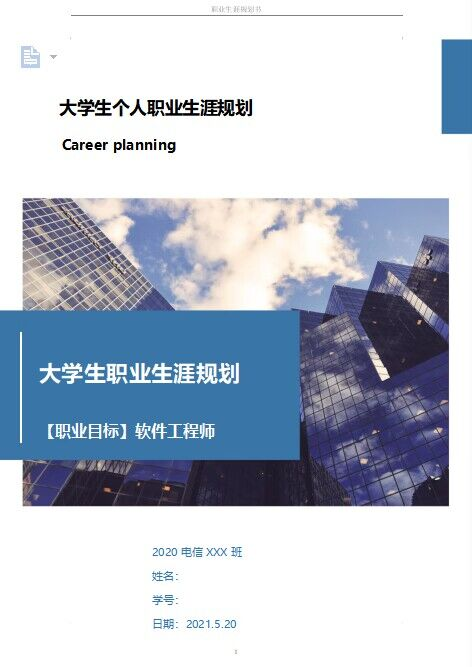 职业生涯规划书
大学生个人职业生涯规划
Career planning
大学生职业生涯规划
【职业目标】软件工程师
2020 电信 XXX 班
姓名：
学号：
日期：2021.5.20
1